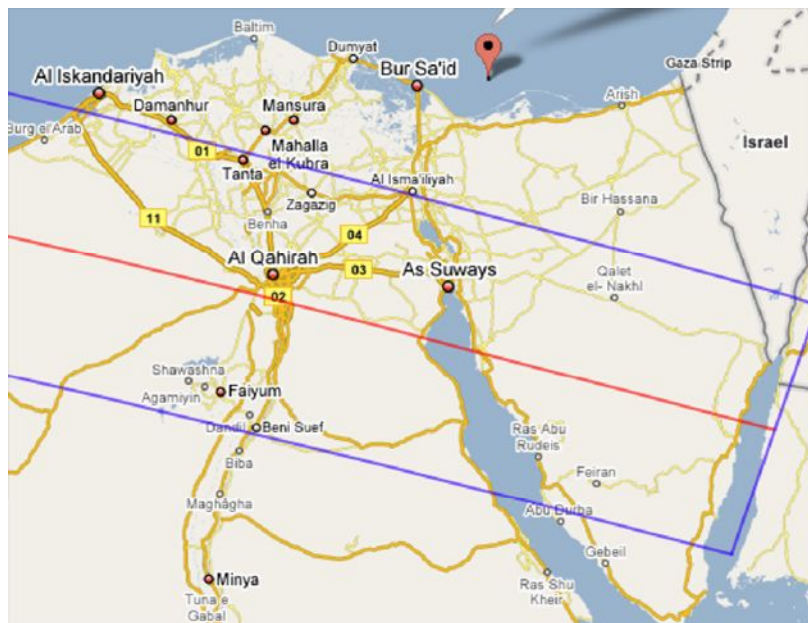 Baltim
Dumyat
Gaza Strip
Al Iskandariyah
Bur Sa'id
Arish
Damanhur
Mansura
Burg el'Arab
Israel
01
Mahalla
el Kubra
Tanta
Al Isma'iliyah
Zagazig
Bir Hassana
11
Benha
04
Al Qahirah
03
As Suways
Qalet
el- Nakhl
02
Shawashna
Faiyum
Agamiyin
Dandil
Beni Suef
Ras Abu
Rudeis
Biba
Feiran
Maghâgha
Abu Durba
Gebeil
Minya
Ras Shu
Kheir
Tuna e
Gabal